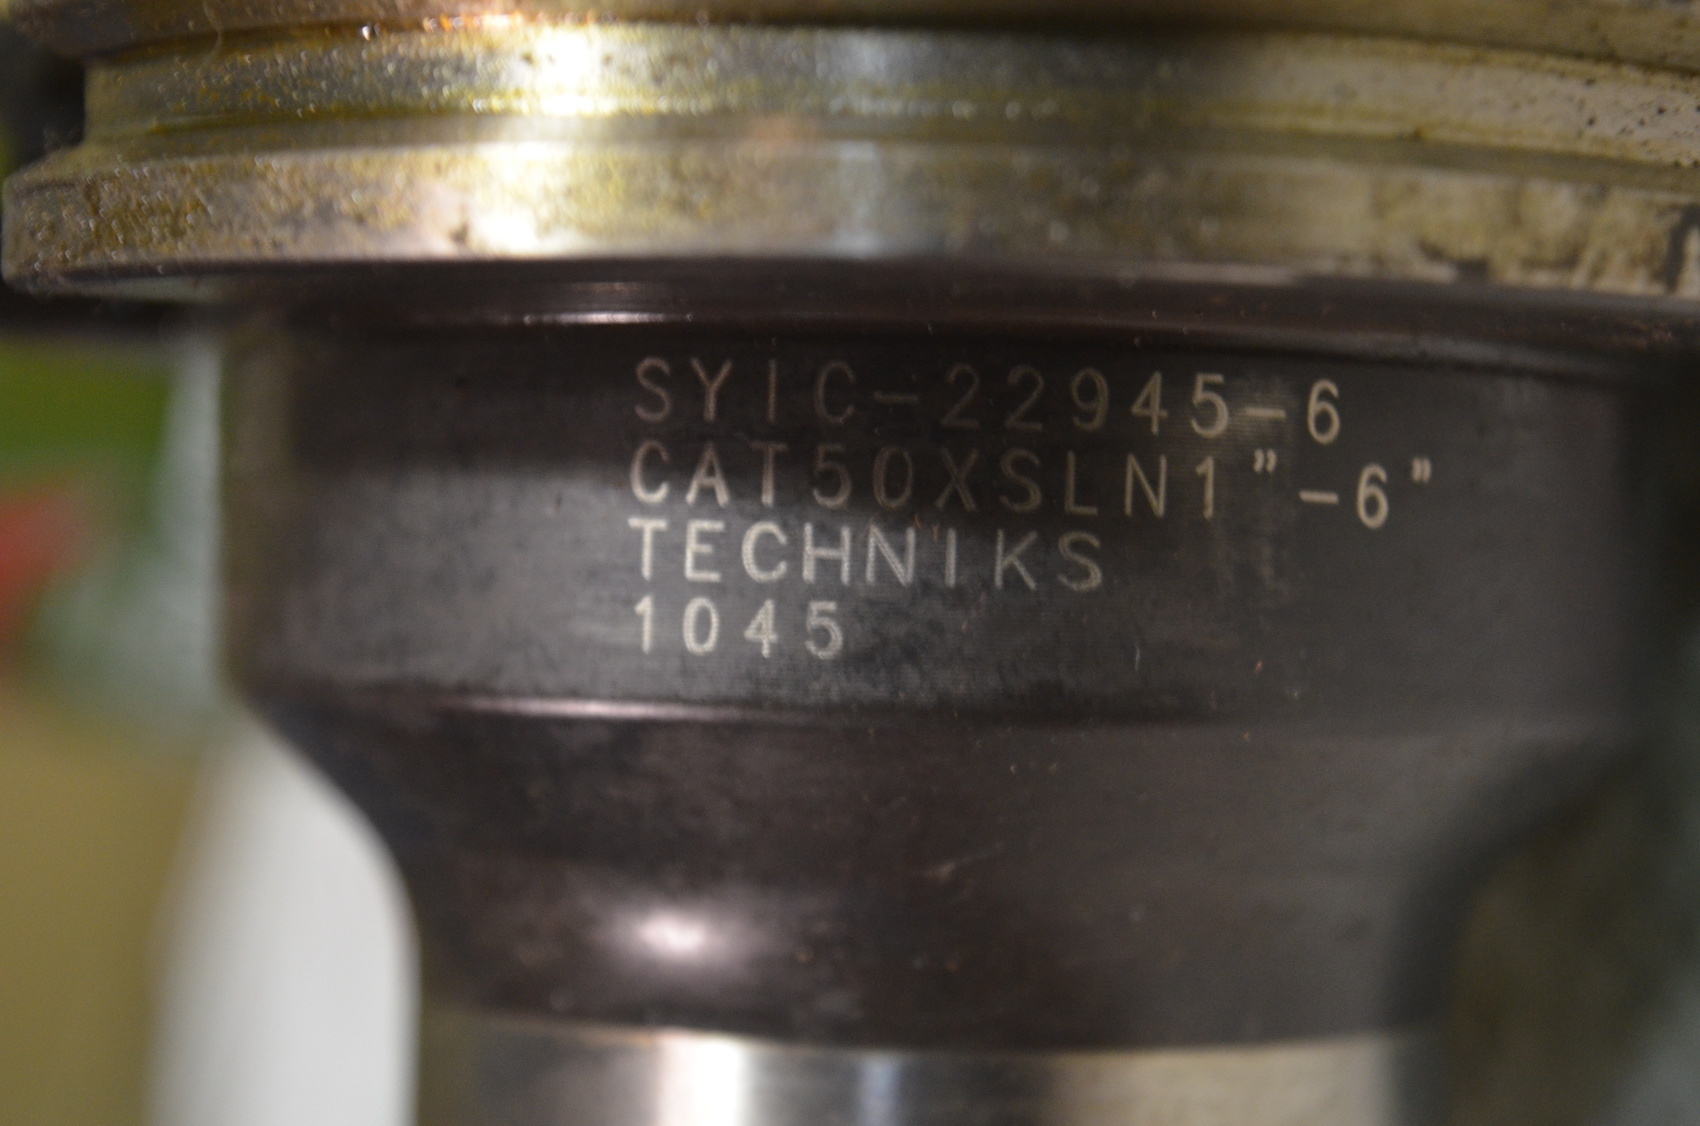 SYIC-22945-6
CAT50XSLN1"-6"
TECHNIKS
1045